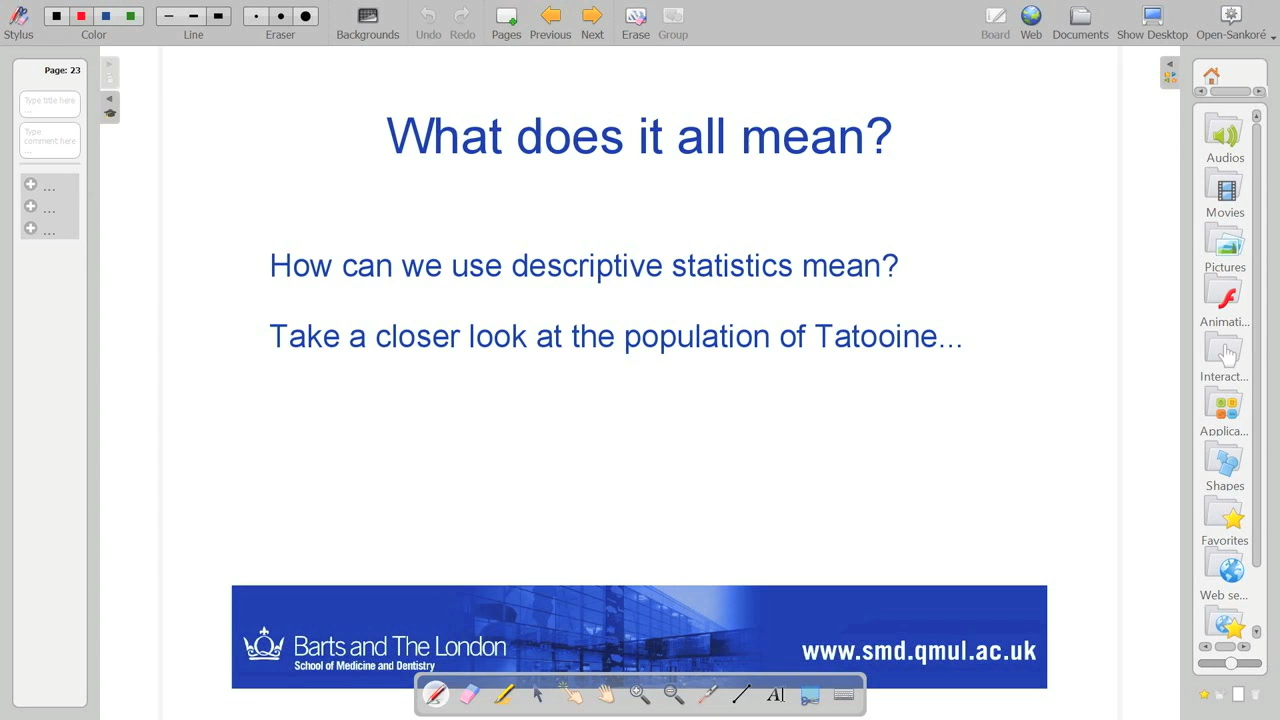 Stylus
Color
Line
Eraser
Backgrounds
Undo
Redo
Pages
Previous
Next
Erase
Group
Board
Web
Documents
Show Desktop
Open-Sankoré
Page: 23
Type title here
...
Type
comment here
...
...
...
...
What does it all mean?
How can we use descriptive statistics mean?
Take a closer look at the population of Tatooine...
Barts and The London
School of Medicine and Dentistry
www.smd.qmul.ac.uk
AI
Audios
Movies
Pictures
Animati...
Interact...
Applica...
Shapes
Favorites
Web se...